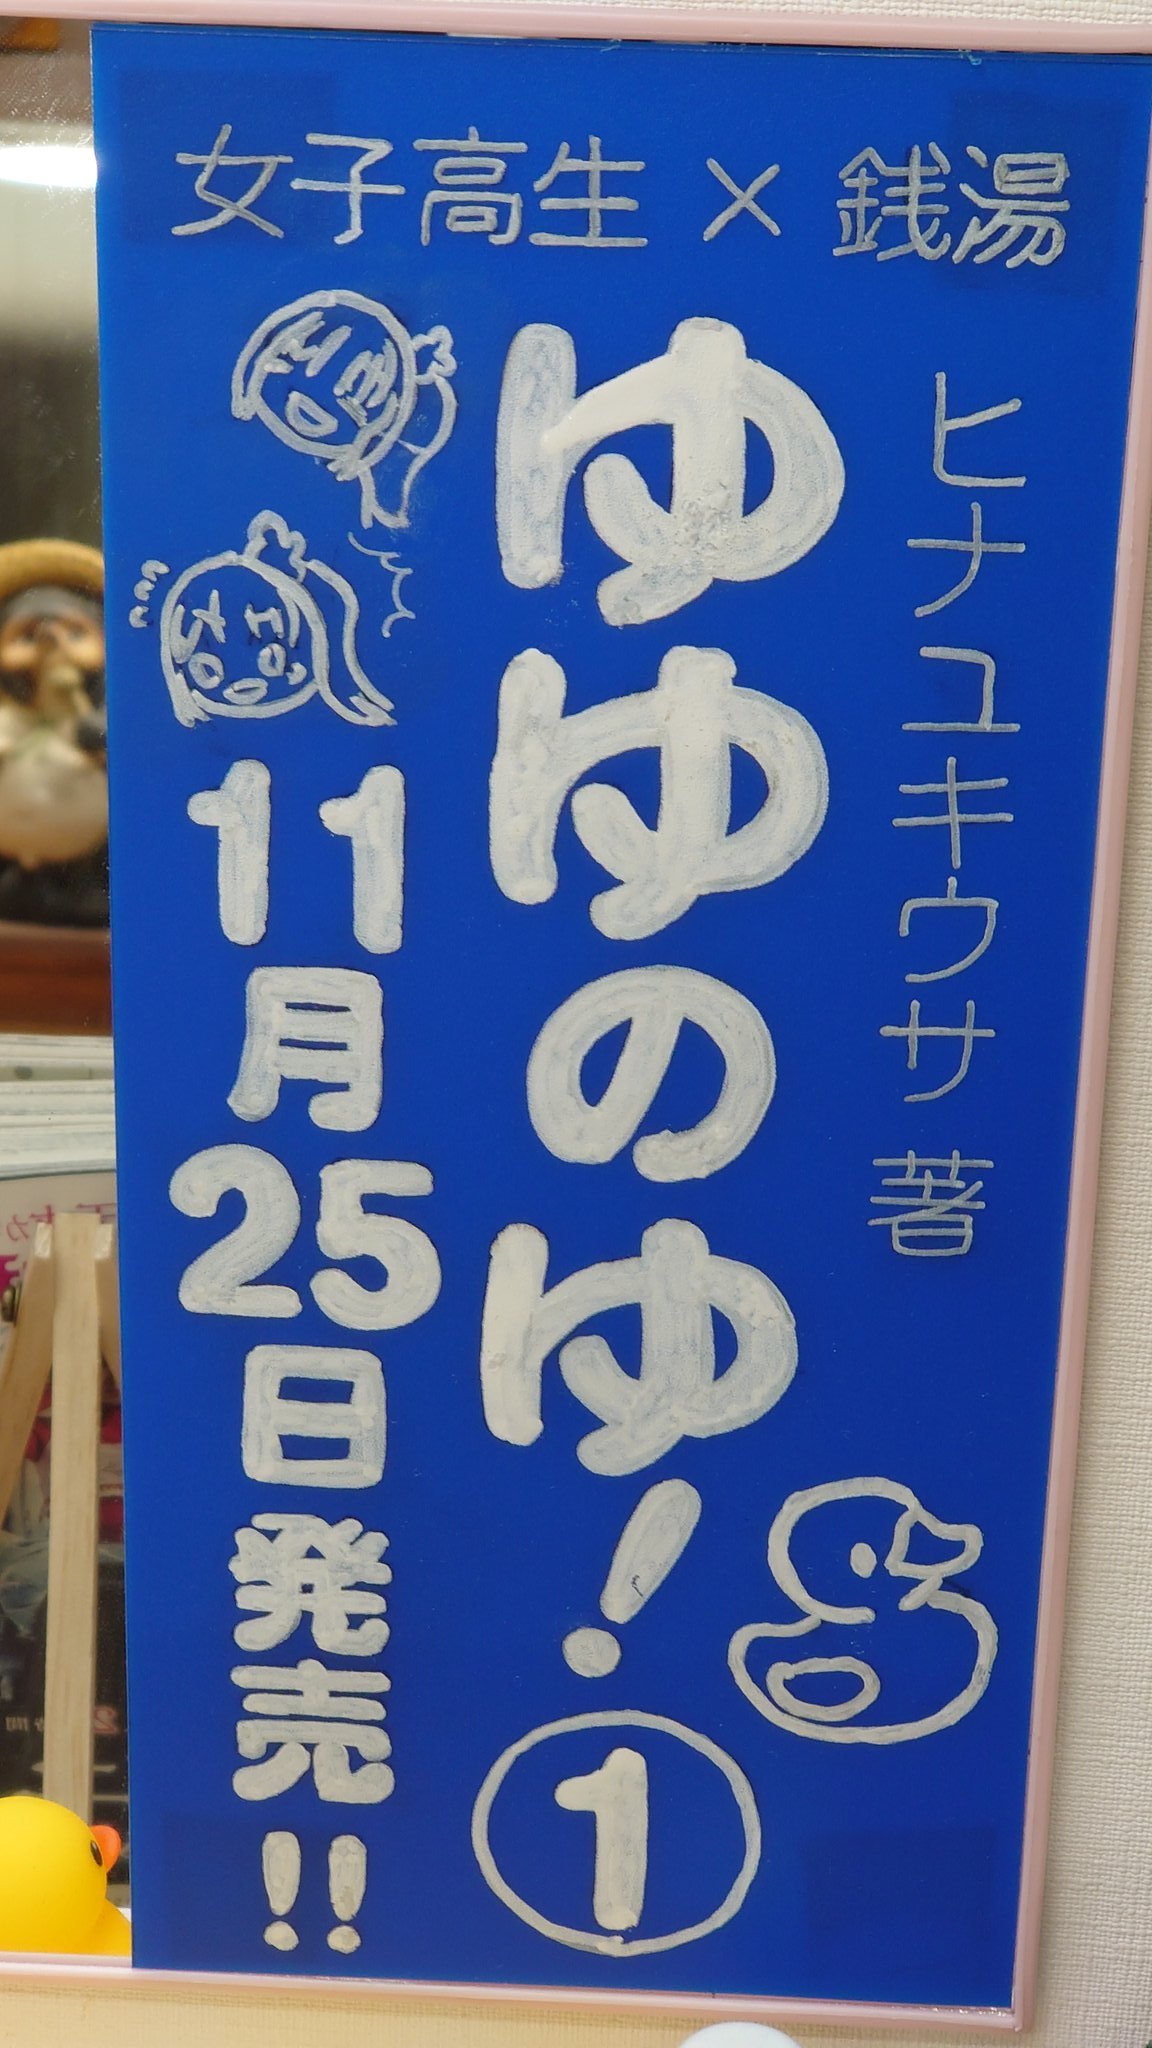 女子高生×銭湯
ヒナユキウサ 著
ゆゆのゆ！①
11月25日発売!!